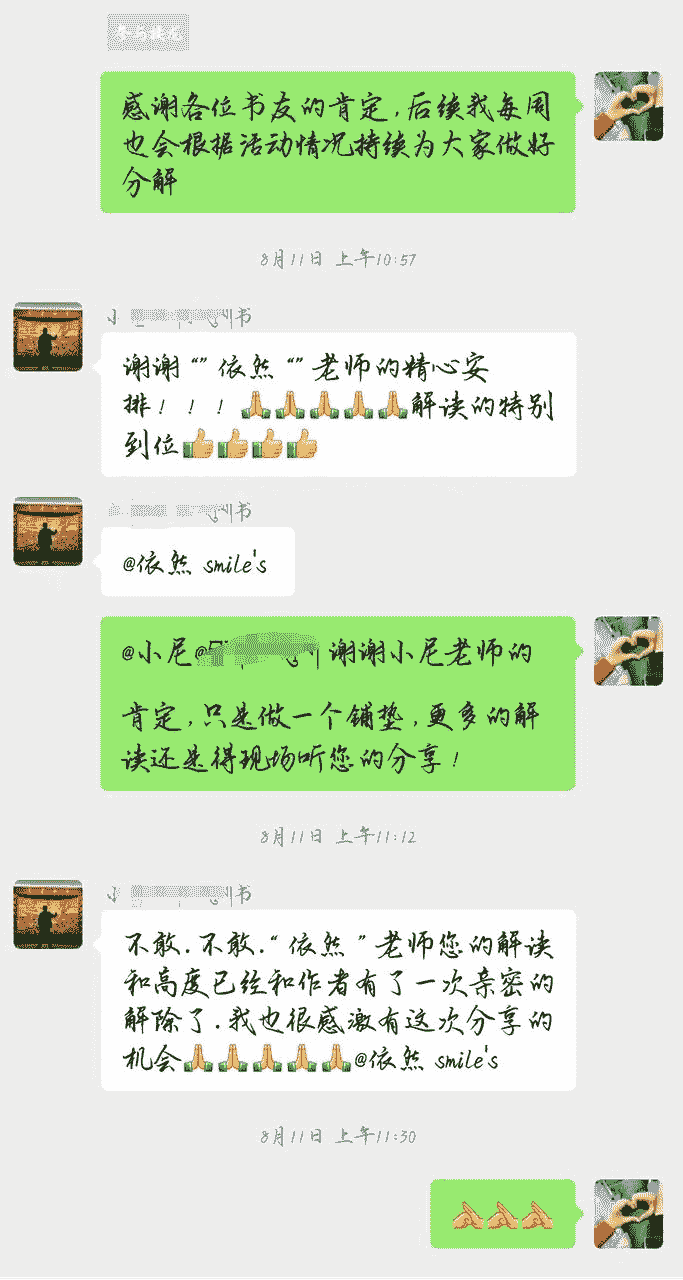 感谢各位书友的肯定,后续我每周
也会根据活动情况持续为大家做好
分解
8月11日 上午10:57
小 书
谢谢“”依然“”老师的精心安
排！！！🙏🙏🙏🙏🙏解读的特别
到位👍👍👍👍
书
@依然 smile's
@小尼@ 谢谢小尼老师的
肯定,只是做一个铺垫,更多的解
读还是得现场听您的分享！
8月11日 上午11:12
小 书
不敢.不敢.“依然”老师您的解读
和高度已经和作者有了一次亲密的
解除了.我也很感激有这次分享的
机会🙏🙏🙏🙏🙏@依然 smile's
8月11日 上午11:30